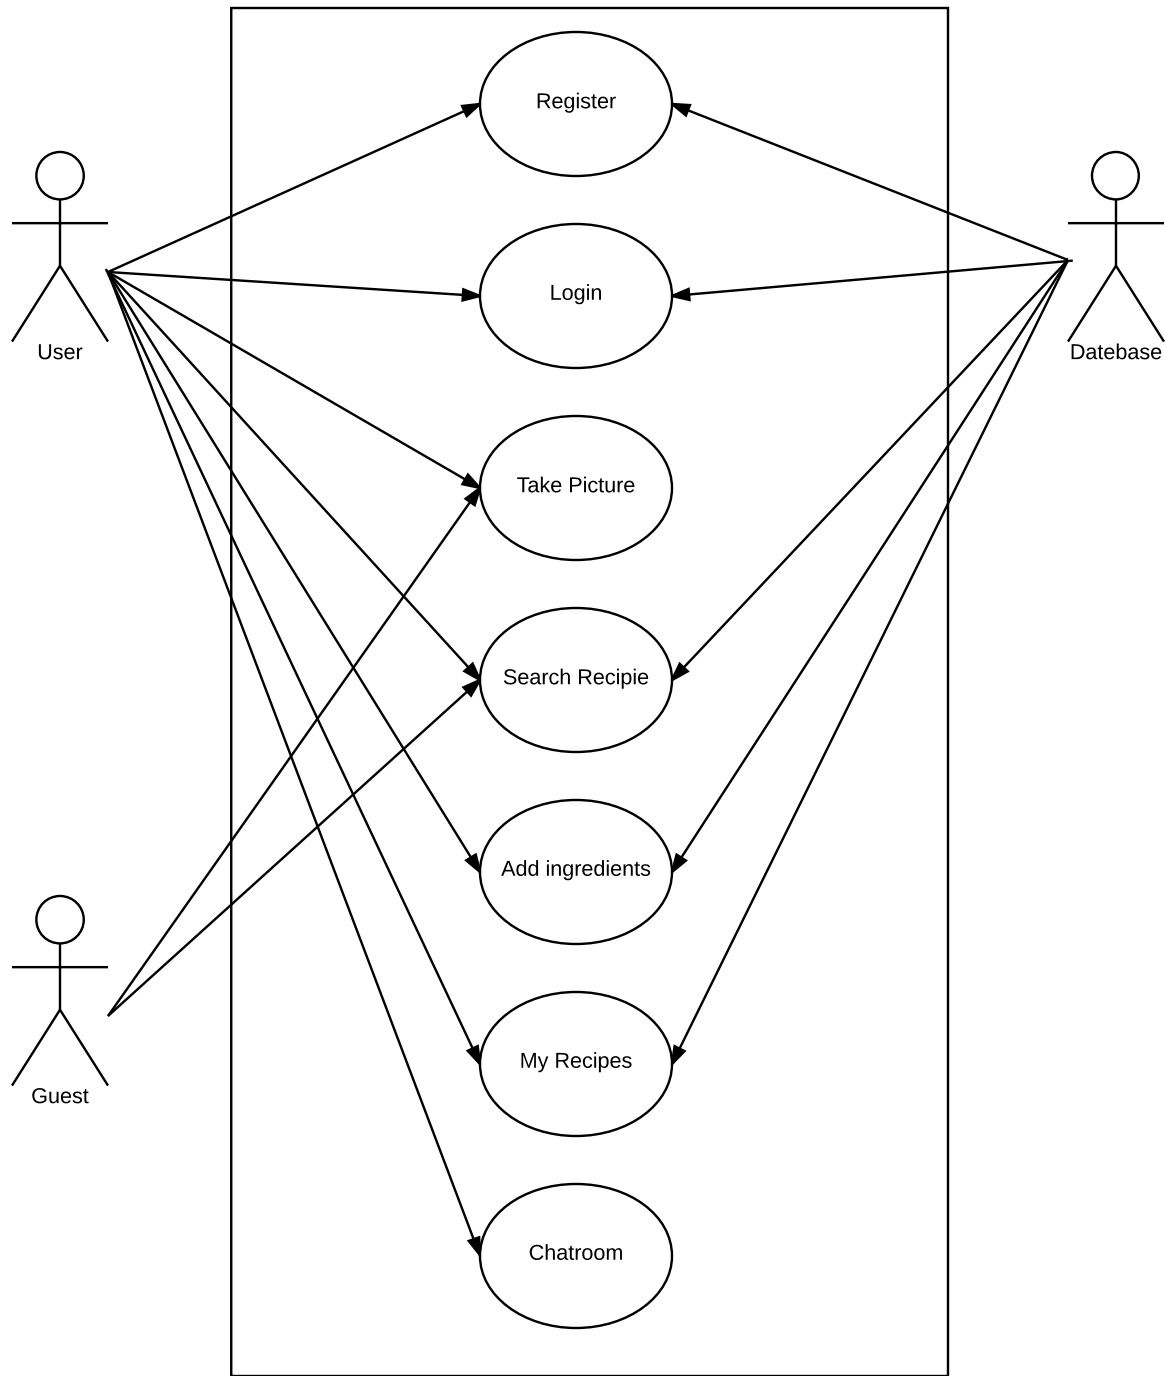 Register
Login
User
Datebase
Take Picture
Search Recipie
Add ingredients
My Recipes
Guest
Chatroom